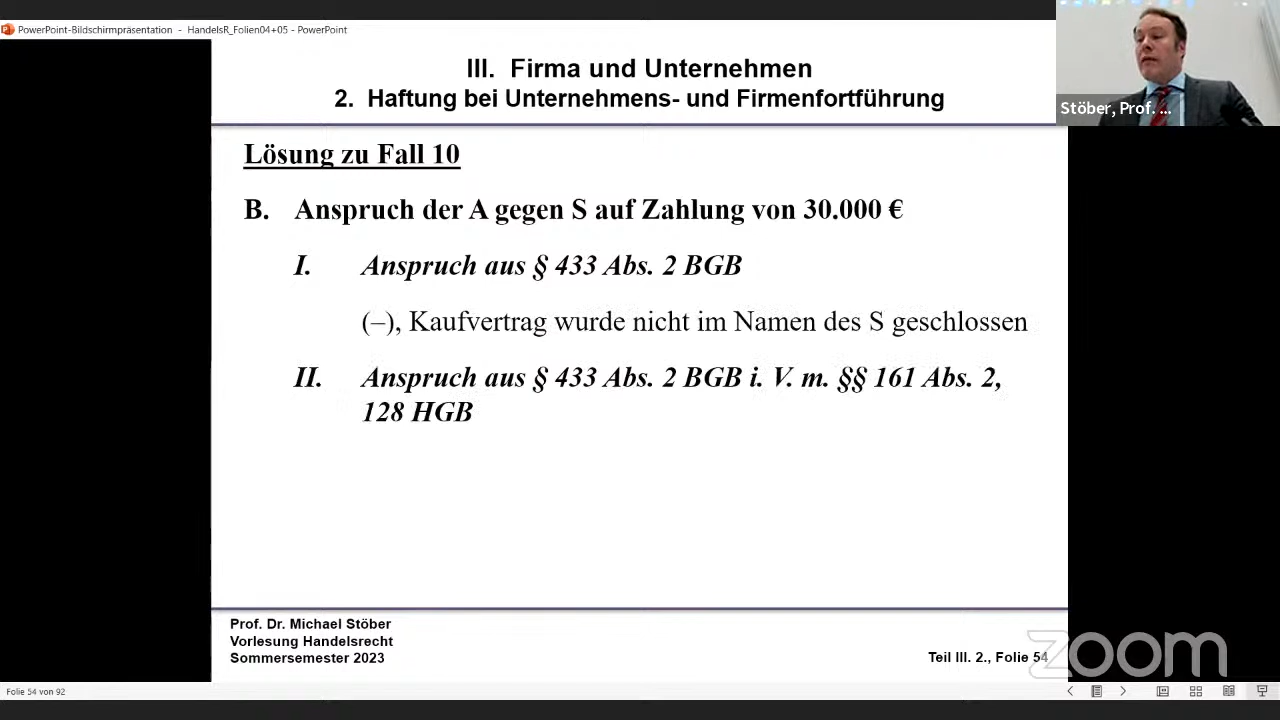 PowerPoint-Bildschirmpräsentation - HandelsR_Folien04+05 - PowerPoint
Stöber, Prof. ...
III. Firma und Unternehmen
2. Haftung bei Unternehmens- und Firmenfortführung
Lösung zu Fall 10
B. Anspruch der A gegen S auf Zahlung von 30.000 €
I. Anspruch aus § 433 Abs. 2 BGB
(–), Kaufvertrag wurde nicht im Namen des S geschlossen
II. Anspruch aus § 433 Abs. 2 BGB i. V. m. §§ 161 Abs. 2,
128 HGB
Prof. Dr. Michael Stöber
Vorlesung Handelsrecht
Sommersemester 2023
Teil III. 2., Folie 54
zoom
Folie 54 von 92